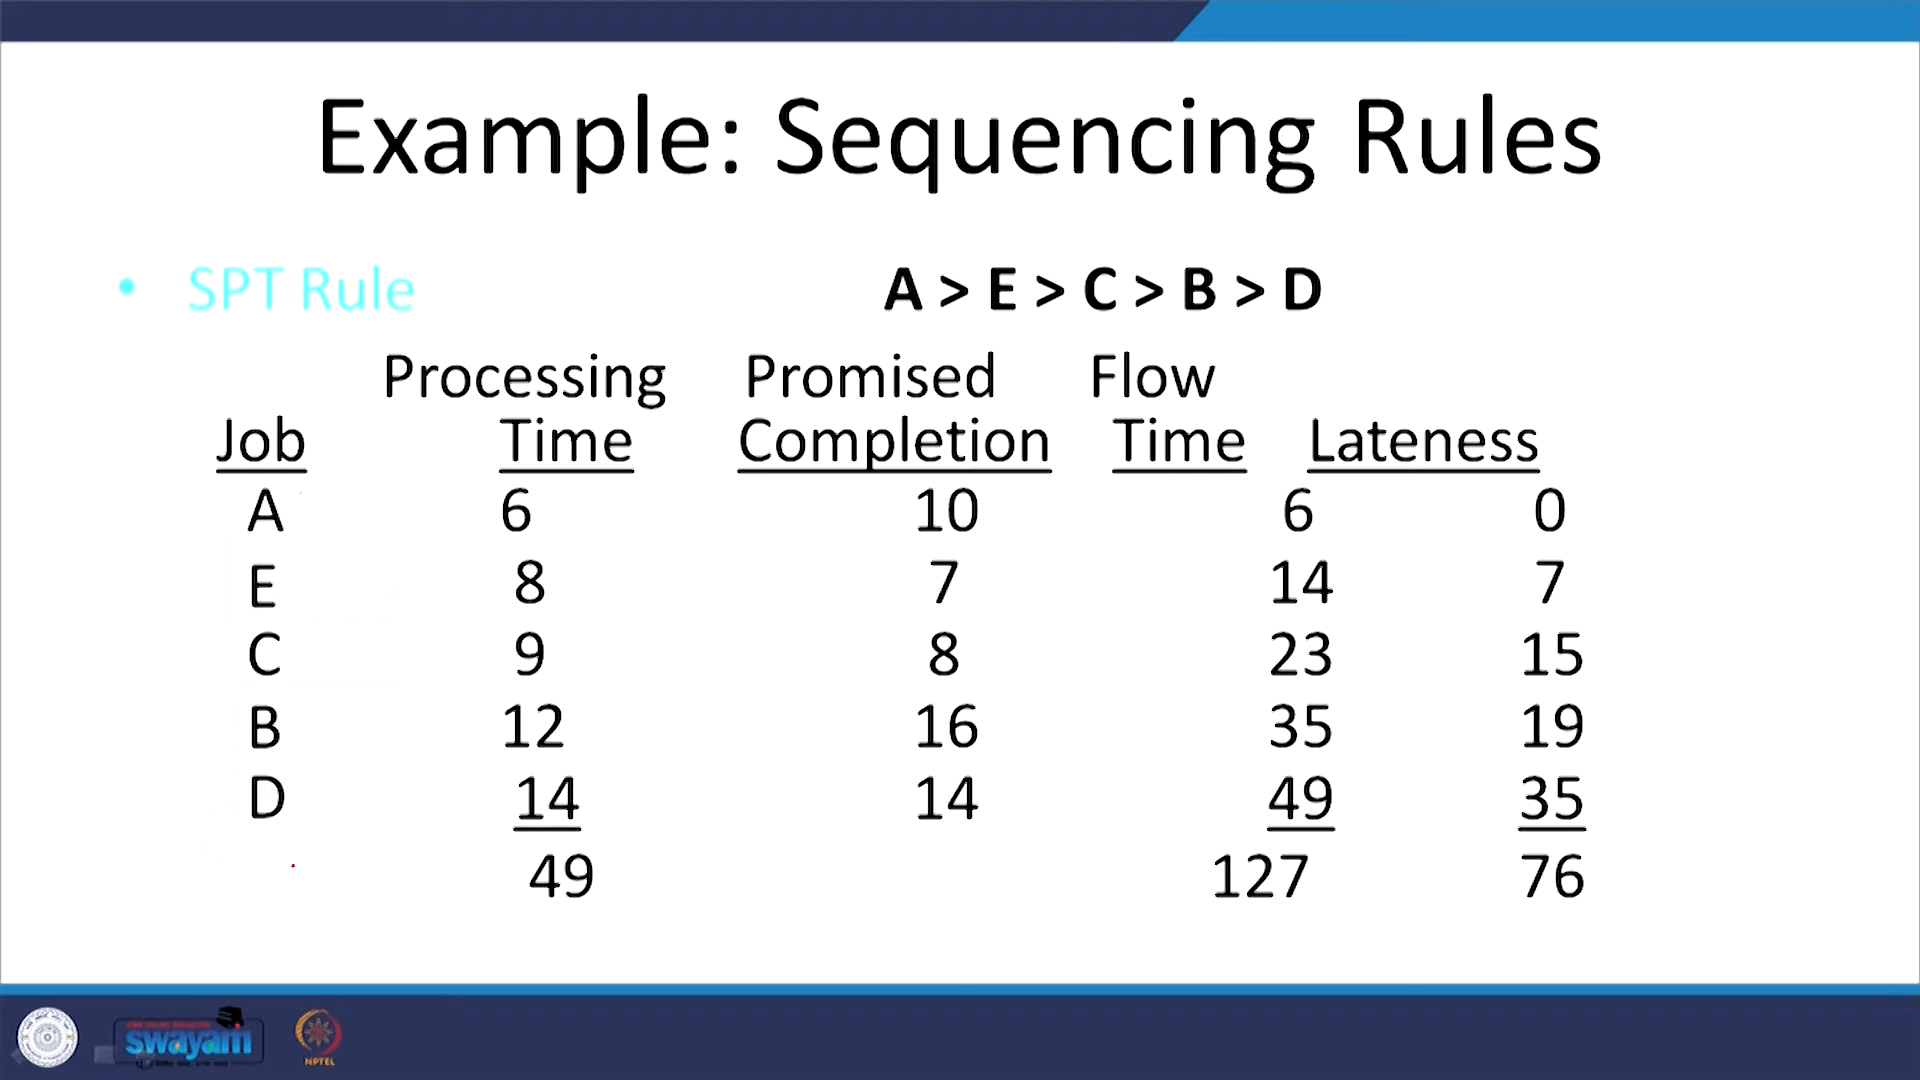 Example: Sequencing Rules
• SPT Rule A > E > C > B > D
Processing Promised Flow
Job Time Completion Time Lateness
A 6 10 6 0
E 8 7 14 7
C 9 8 23 15
B 12 16 35 19
D 14 14 49 35
49 127 76
swayam
NPTEL